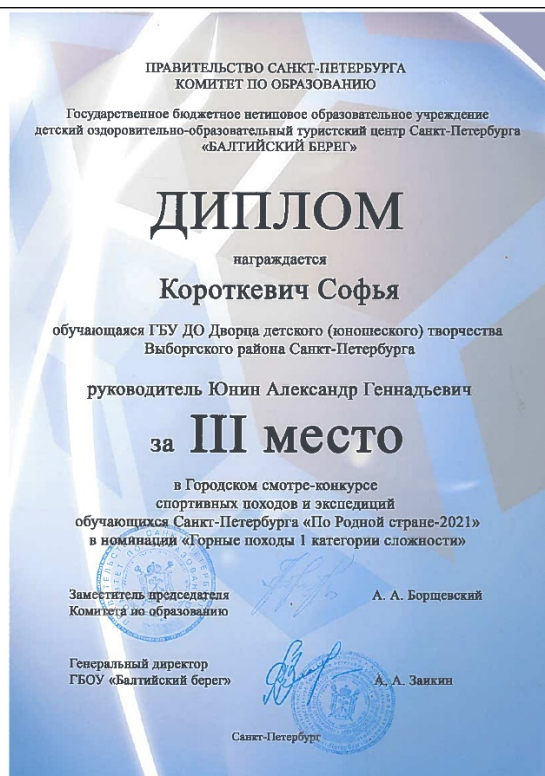 ПРАВИТЕЛЬСТВО САНКТ-ПЕТЕРБУРГА
КОМИТЕТ ПО ОБРАЗОВАНИЮ
Государственное бюджетное нетиповое образовательное учреждение
детский оздоровительно-образовательный туристский центр Санкт-Петербурга
«БАЛТИЙСКИЙ БЕРЕГ»
ДИПЛОМ
награждается
Короткевич Софья
обучающаяся ГБУ ДО Дворца детского (юношеского) творчества
Выборгского района Санкт-Петербурга
руководитель Юнин Александр Геннадьевич
за III место
в Городском смотре-конкурсе
спортивных походов и экспедиций
обучающихся Санкт-Петербурга «По Родной стране-2021»
в номинации «Горные походы 1 категории сложности»
Заместитель председателя
Комитета по образованию
А. А. Борщевский
Генеральный директор
ГБОУ «Балтийский берег»
А. А. Заикин
Санкт-Петербург